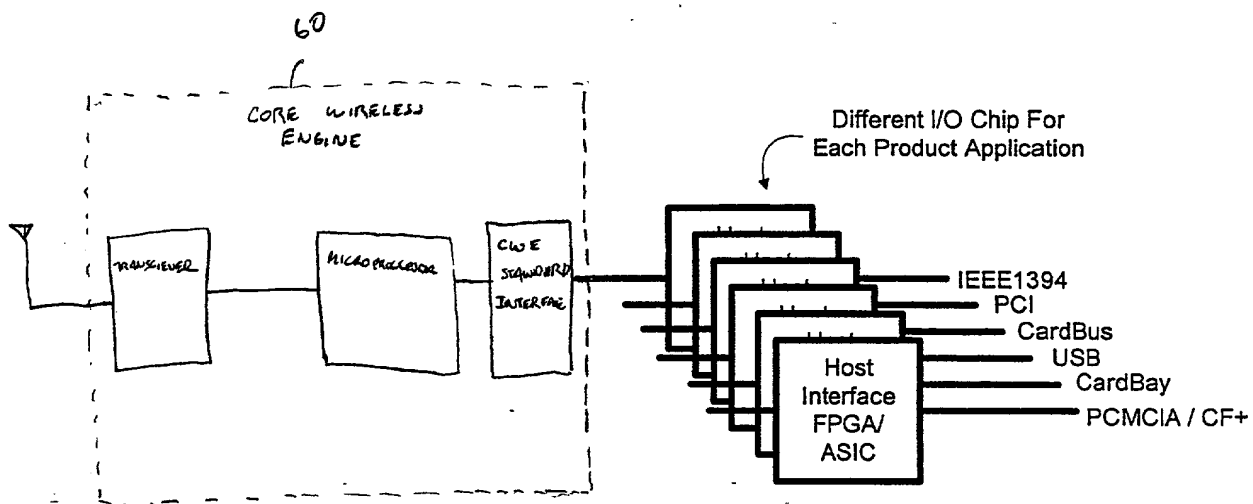 60
CORE WIRELESS
ENGINE
Different I/O Chip For
Each Product Application
TRANSCIEVER
MICROPROCESSOR
CWE
STANDARD
INTERFACE
IEEE1394
PCI
CardBus
USB
CardBay
PCMCIA / CF+
Host
Interface
FPGA/
ASIC